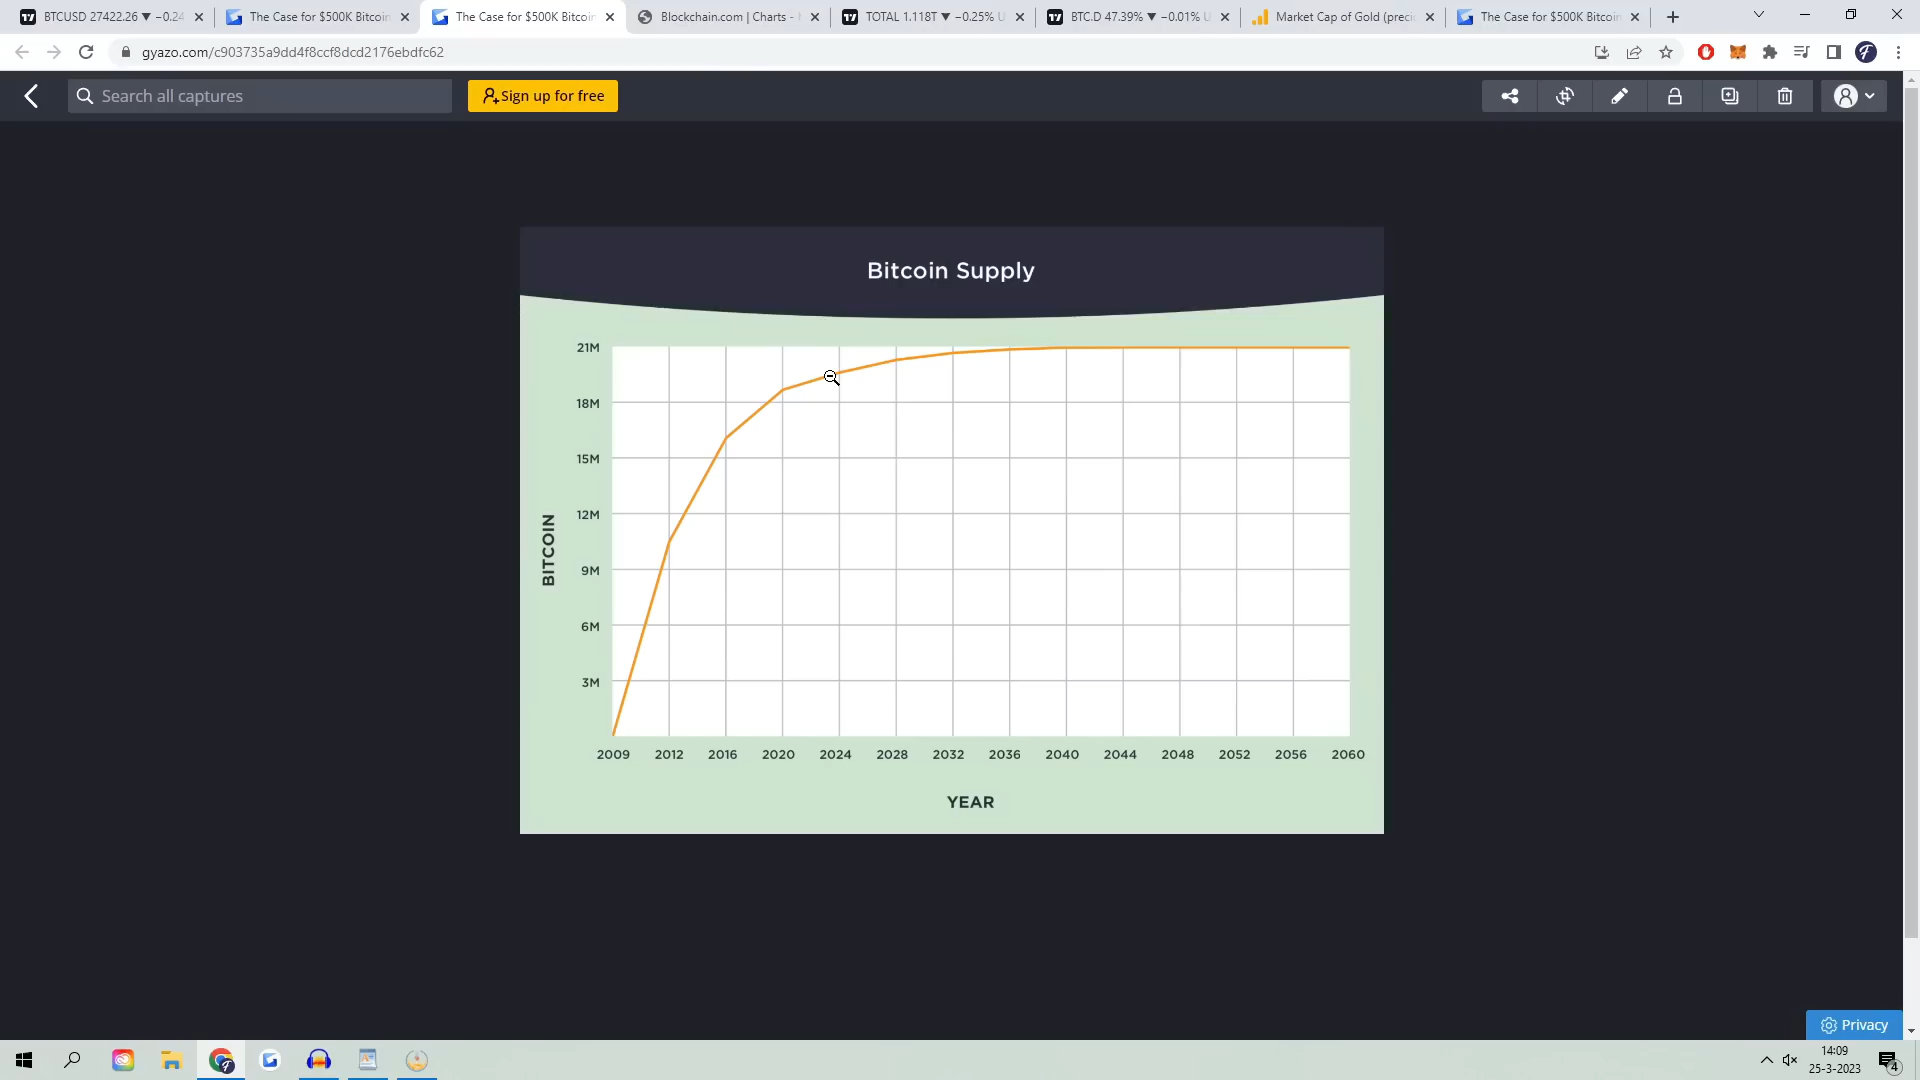 BTCUSD 27422.26 ▼ −0.24
The Case for $500K Bitcoin
The Case for $500K Bitcoin
Blockchain.com | Charts -
TOTAL 1.118T ▼ −0.25% U
BTC.D 47.39% ▼ −0.01% U
Market Cap of Gold (preci
The Case for $500K Bitcoin
gyazo.com/c903735a9dd4f8ccf8dcd2176ebdfc62
Search all captures
Sign up for free
Bitcoin Supply
21M
18M
15M
12M
9M
6M
3M
BITCOIN
2009 2012 2016 2020 2024 2028 2032 2036 2040 2044 2048 2052 2056 2060
YEAR
Privacy
14:09
25-3-2023
4